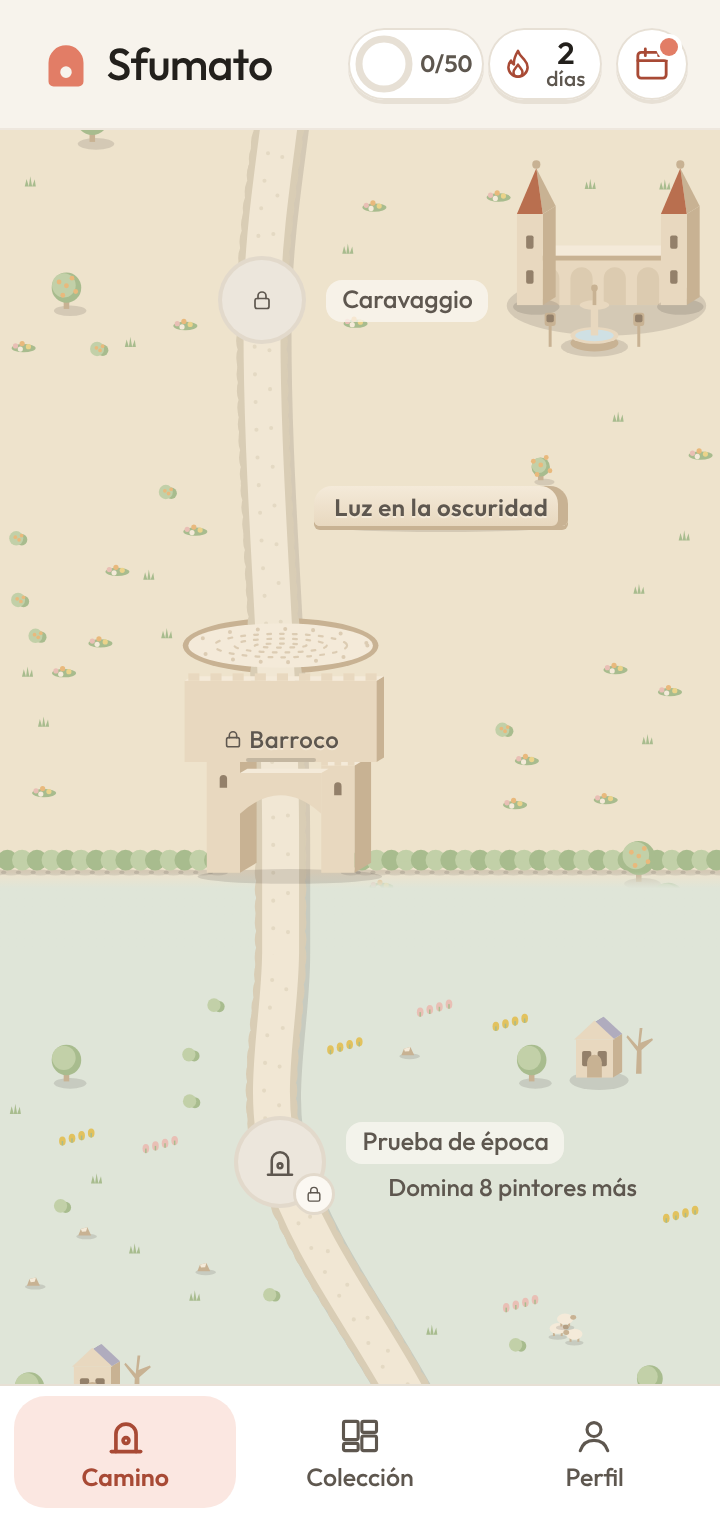 Sfumato
0/50
2
días
Caravaggio
Luz en la oscuridad
Barroco
Prueba de época
Domina 8 pintores más
Camino
Colección
Perfil